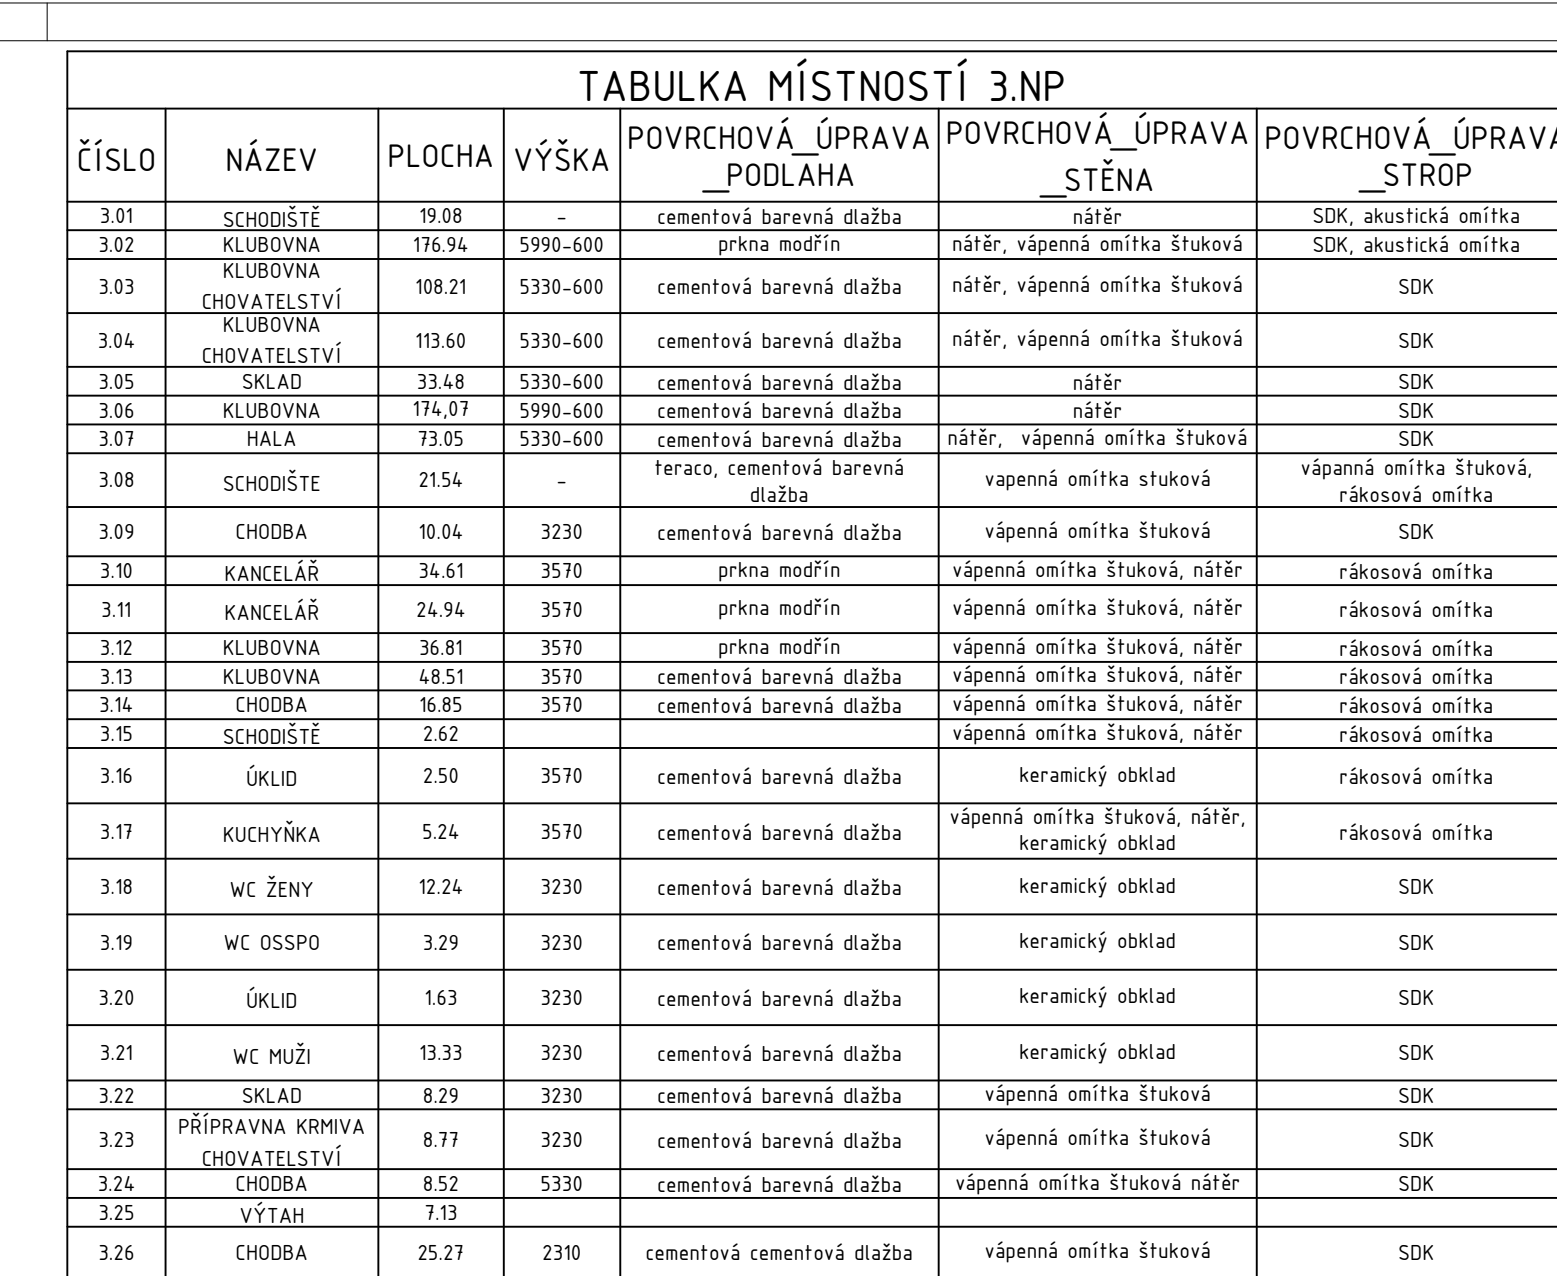 TABULKA MÍSTNOSTÍ 3.NP
ČÍSLO NÁZEV PLOCHA VÝŠKA POVRCHOVÁ_ÚPRAVA_PODLAHA POVRCHOVÁ_ÚPRAVA_STĚNA POVRCHOVÁ_ÚPRAVA_STROP
3.01 SCHODIŠTĚ 19.08 - cementová barevná dlažba nátěr SDK, akustická omítka
3.02 KLUBOVNA 176.94 5990-600 prkna modřín nátěr, vápenná omítka štuková SDK, akustická omítka
3.03 KLUBOVNA CHOVATELSTVÍ 108.21 5330-600 cementová barevná dlažba nátěr, vápenná omítka štuková SDK
3.04 KLUBOVNA CHOVATELSTVÍ 113.60 5330-600 cementová barevná dlažba nátěr, vápenná omítka štuková SDK
3.05 SKLAD 33.48 5330-600 cementová barevná dlažba nátěr SDK
3.06 KLUBOVNA 174,07 5990-600 cementová barevná dlažba nátěr SDK
3.07 HALA 73.05 5330-600 cementová barevná dlažba nátěr, vápenná omítka štuková SDK
3.08 SCHODIŠTE 21.54 - teraco, cementová barevná dlažba vapenná omítka stuková vápanná omítka štuková, rákosová omítka
3.09 CHODBA 10.04 3230 cementová barevná dlažba vápenná omítka štuková SDK
3.10 KANCELÁŘ 34.61 3570 prkna modřín vápenná omítka štuková, nátěr rákosová omítka
3.11 KANCELÁŘ 24.94 3570 prkna modřín vápenná omítka štuková, nátěr rákosová omítka
3.12 KLUBOVNA 36.81 3570 prkna modřín vápenná omítka štuková, nátěr rákosová omítka
3.13 KLUBOVNA 48.51 3570 cementová barevná dlažba vápenná omítka štuková, nátěr rákosová omítka
3.14 CHODBA 16.85 3570 cementová barevná dlažba vápenná omítka štuková, nátěr rákosová omítka
3.15 SCHODIŠTĚ 2.62 vápenná omítka štuková, nátěr rákosová omítka
3.16 ÚKLID 2.50 3570 cementová barevná dlažba keramický obklad rákosová omítka
3.17 KUCHYŇKA 5.24 3570 cementová barevná dlažba vápenná omítka štuková, nátěr, keramický obklad rákosová omítka
3.18 WC ŽENY 12.24 3230 cementová barevná dlažba keramický obklad SDK
3.19 WC OSSPO 3.29 3230 cementová barevná dlažba keramický obklad SDK
3.20 ÚKLID 1.63 3230 cementová barevná dlažba keramický obklad SDK
3.21 WC MUŽI 13.33 3230 cementová barevná dlažba keramický obklad SDK
3.22 SKLAD 8.29 3230 cementová barevná dlažba vápenná omítka štuková SDK
3.23 PŘÍPRAVNA KRMIVA CHOVATELSTVÍ 8.77 3230 cementová barevná dlažba vápenná omítka štuková SDK
3.24 CHODBA 8.52 5330 cementová barevná dlažba vápenná omítka štuková nátěr SDK
3.25 VÝTAH 7.13
3.26 CHODBA 25.27 2310 cementová cementová dlažba vápenná omítka štuková SDK